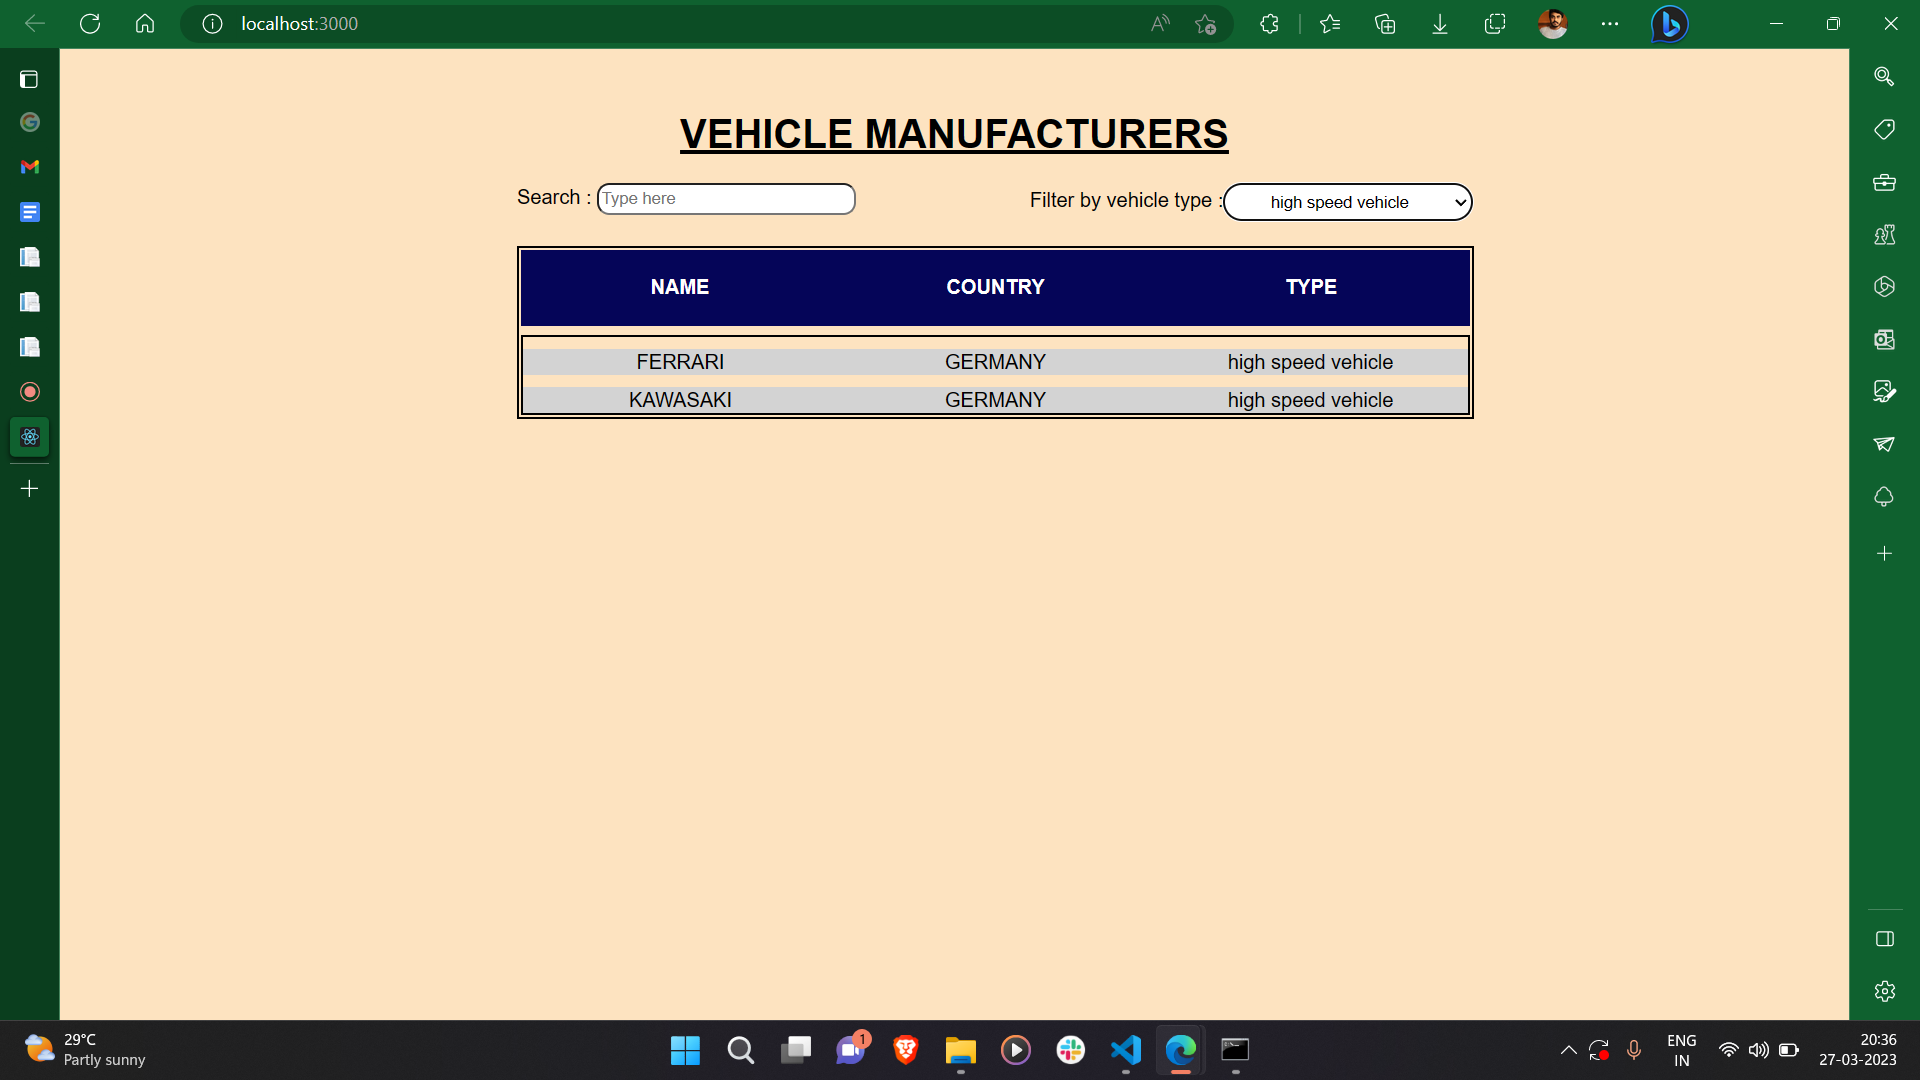 localhost:3000
VEHICLE MANUFACTURERS
Search : Type here
Filter by vehicle type : high speed vehicle
NAME COUNTRY TYPE
FERRARI GERMANY high speed vehicle
KAWASAKI GERMANY high speed vehicle
29°C
Partly sunny
1
ENG
IN
20:36
27-03-2023